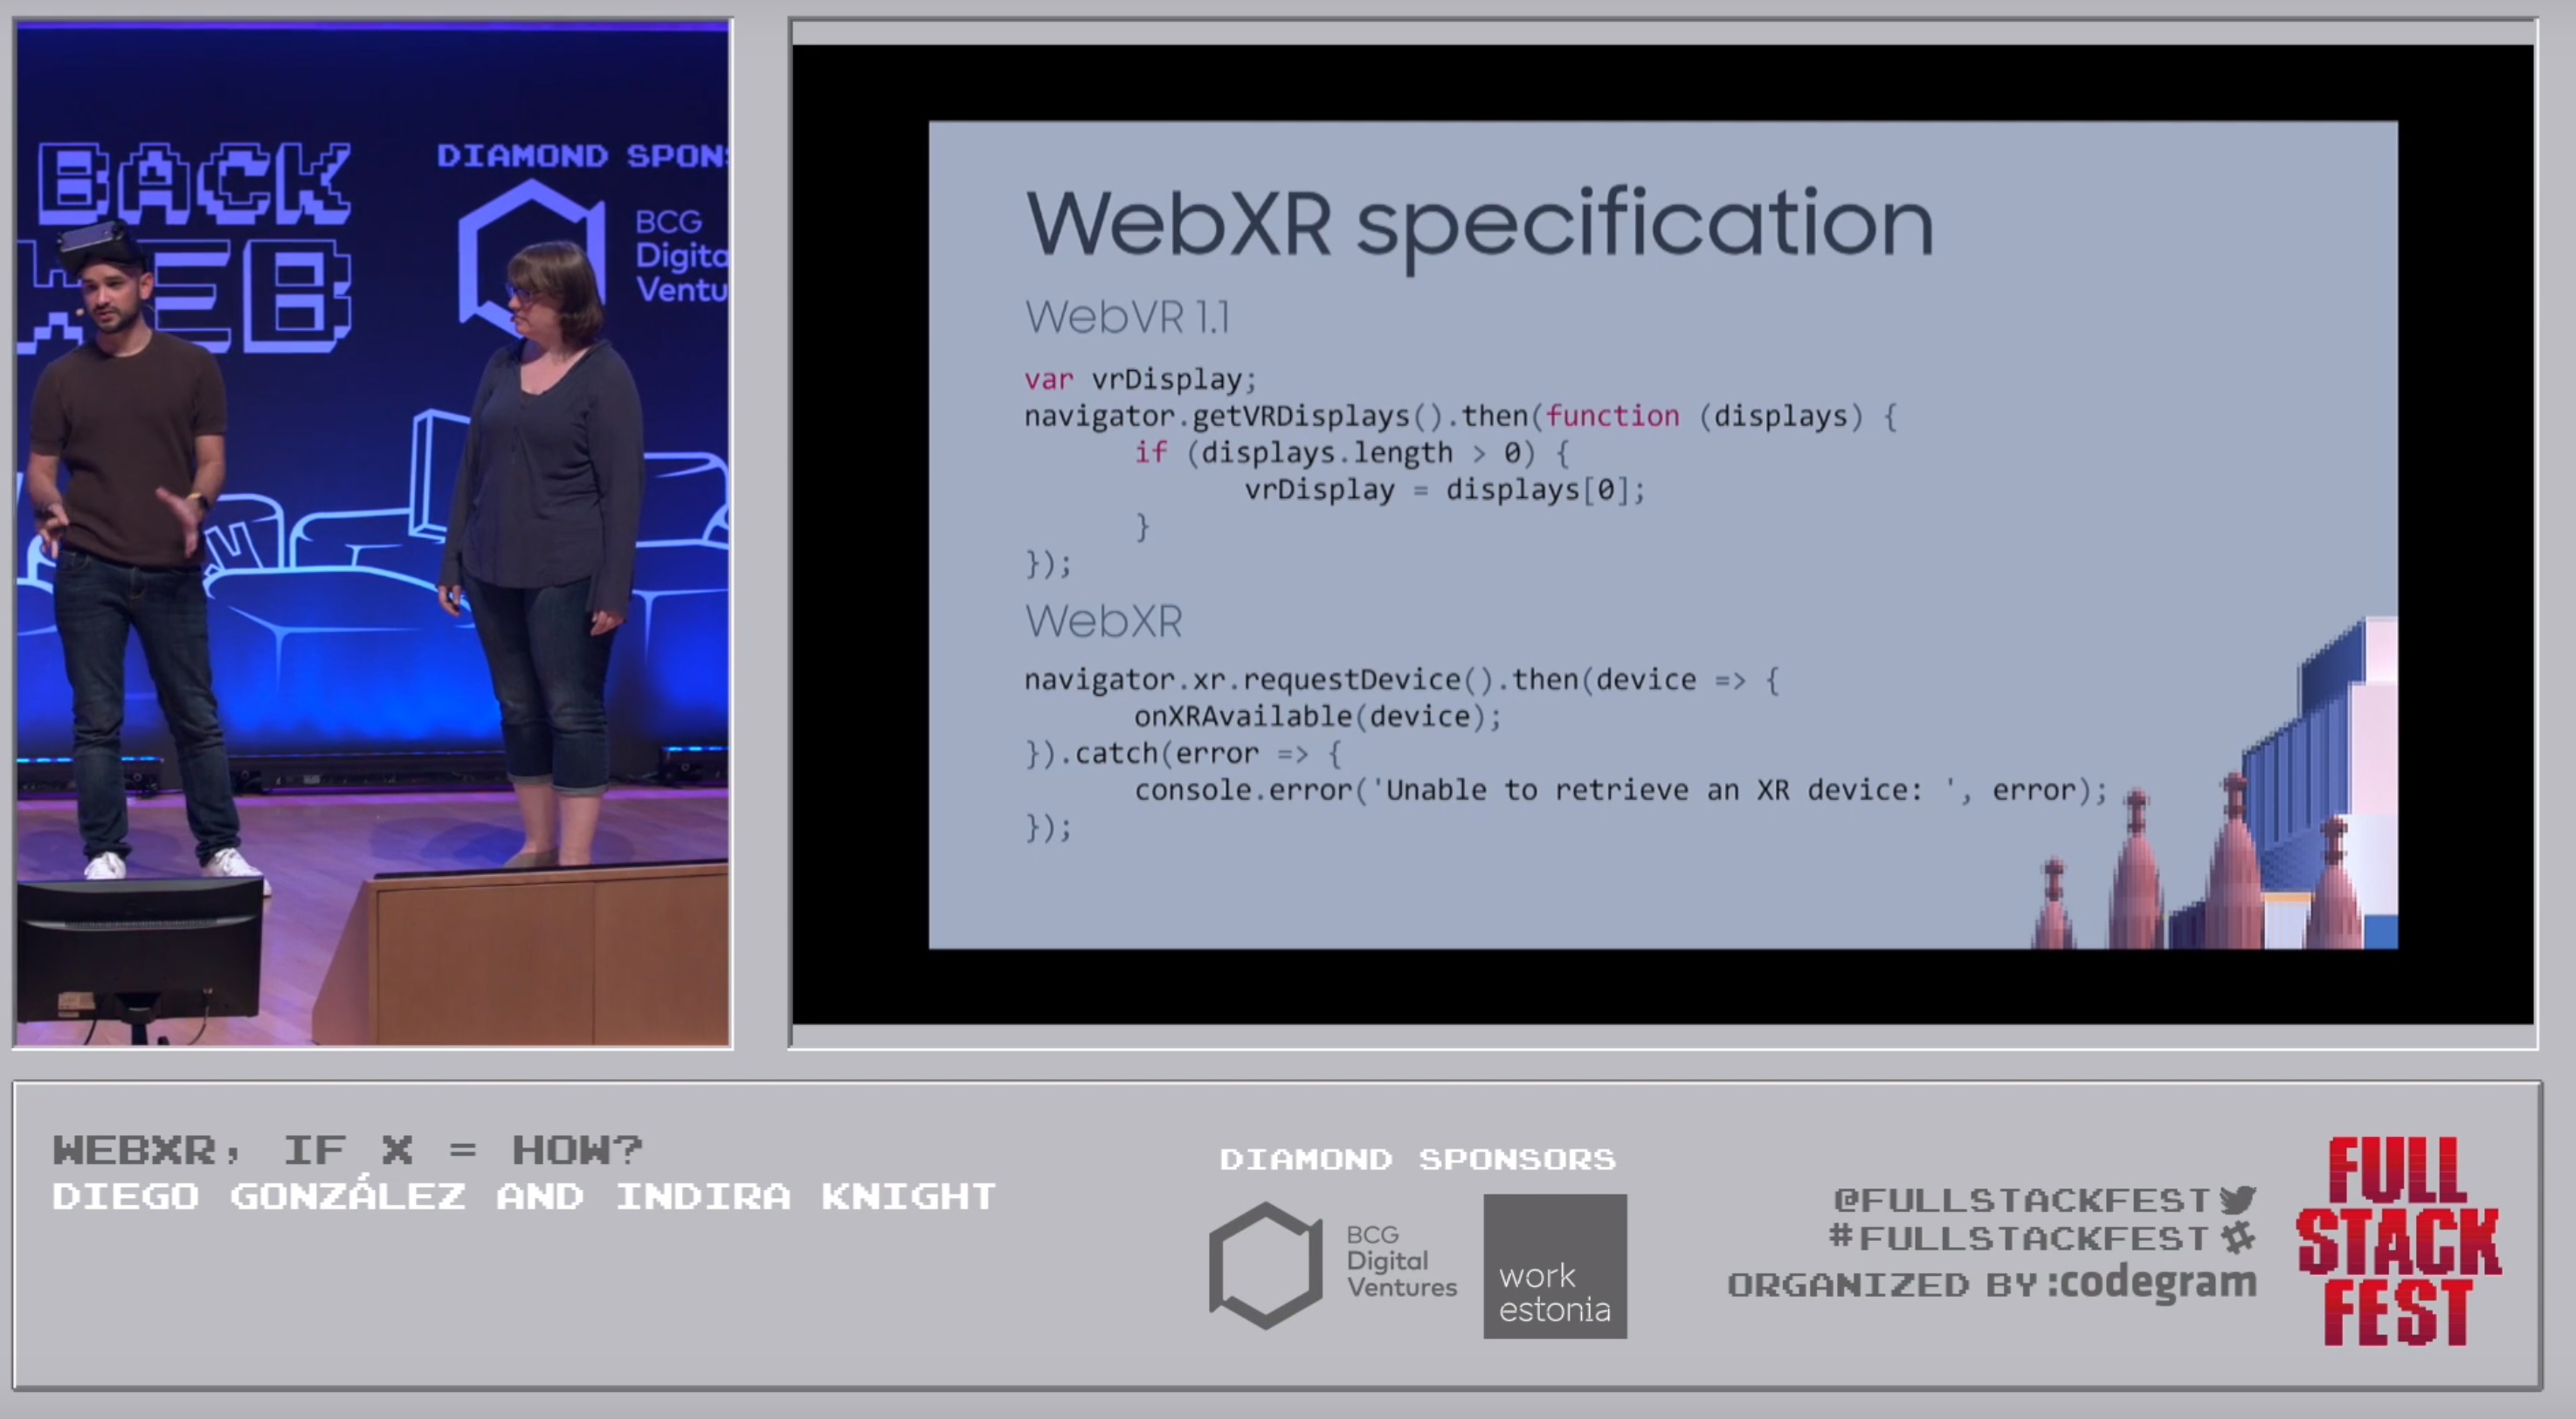 BACK
WEB
DIAMOND SPONS
BCG
Digita
Ventu
WebXR specification
WebVR 1.1
var vrDisplay;
navigator.getVRDisplays().then(function (displays) {
if (displays.length > 0) {
vrDisplay = displays[0];
}
});
WebXR
navigator.xr.requestDevice().then(device => {
onXRAvailable(device);
}).catch(error => {
console.error('Unable to retrieve an XR device: ', error);
});
WEBXR, IF X = HOW?
DIEGO GONZÁLEZ AND INDIRA KNIGHT
DIAMOND SPONSORS
BCG
Digital
Ventures
work
estonia
@FULLSTACKFEST
#FULLSTACKFEST
ORGANIZED BY :codegram
FULL
STACK
FEST